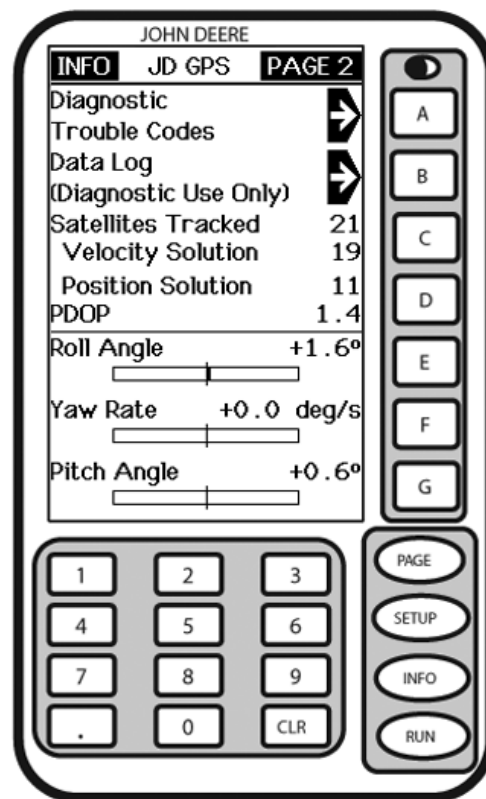 JOHN DEERE
INFO JD GPS PAGE 2
Diagnostic
Trouble Codes
Data Log
(Diagnostic Use Only)
Satellites Tracked 21
Velocity Solution 19
Position Solution 11
PDOP 1.4
Roll Angle +1.6º
Yaw Rate +0.0 deg/s
Pitch Angle +0.6º
A
B
C
D
E
F
G
PAGE
SETUP
INFO
RUN
1 2 3
4 5 6
7 8 9
. 0 CLR